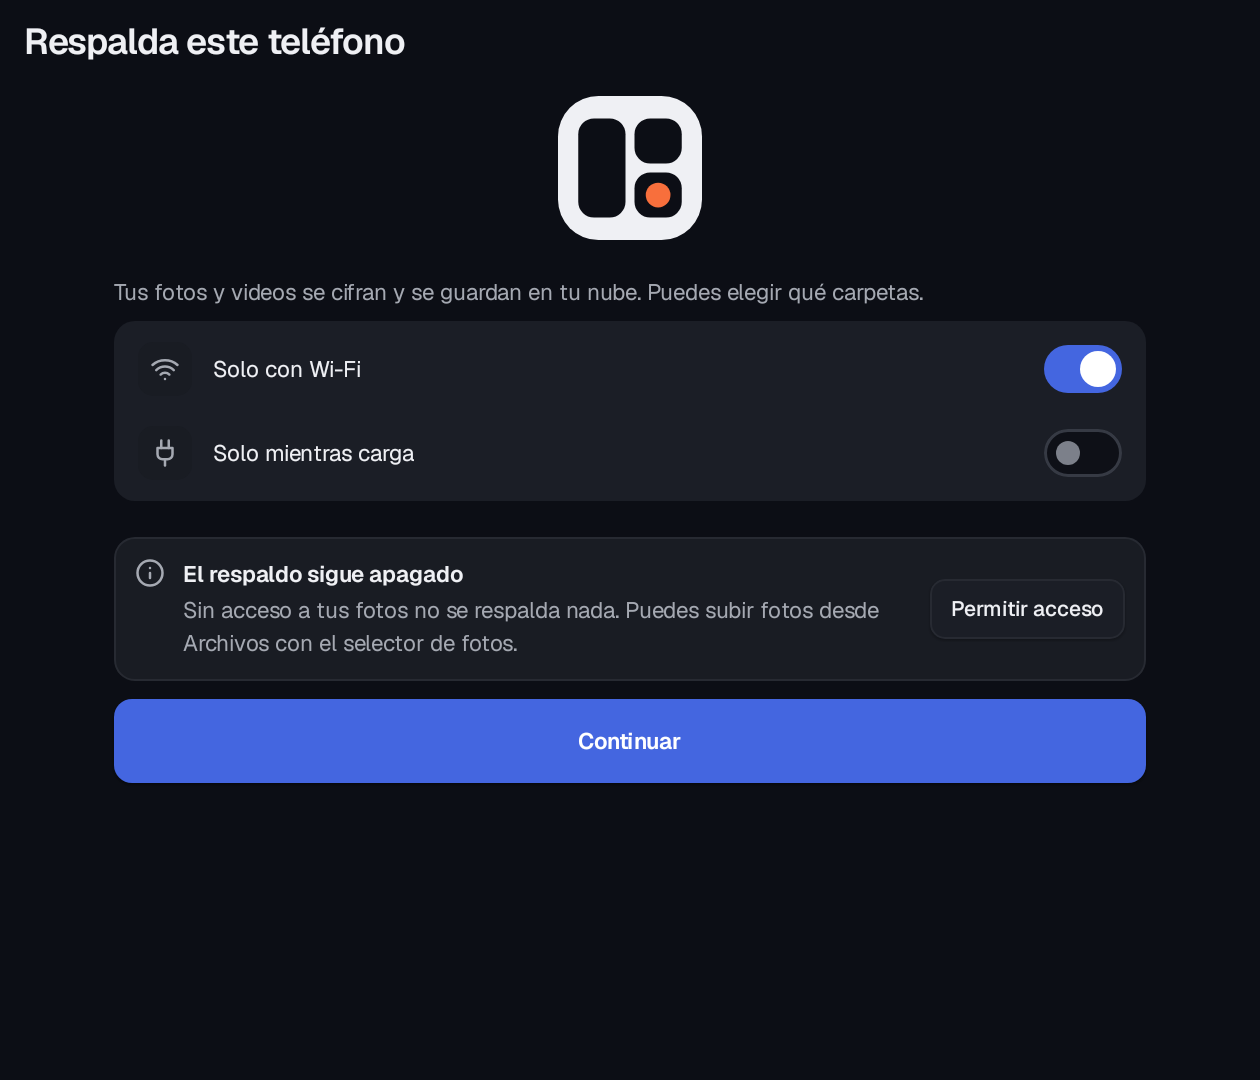 Respalda este teléfono
Tus fotos y videos se cifran y se guardan en tu nube. Puedes elegir qué carpetas.
Solo con Wi-Fi
Solo mientras carga
El respaldo sigue apagado
Sin acceso a tus fotos no se respalda nada. Puedes subir fotos desde
Archivos con el selector de fotos.
Permitir acceso
Continuar